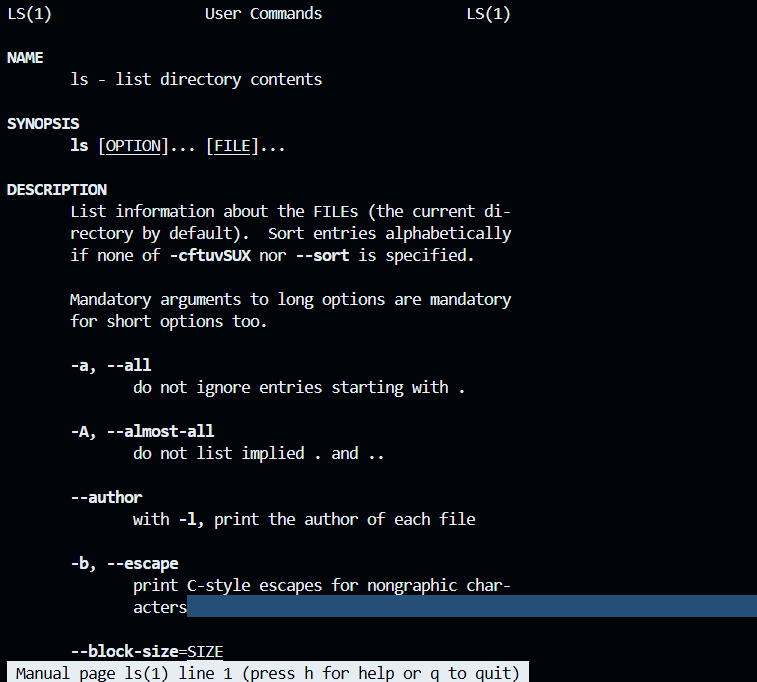 LS(1) User Commands LS(1)
NAME
ls - list directory contents
SYNOPSIS
ls [OPTION]... [FILE]...
DESCRIPTION
List information about the FILEs (the current di-
rectory by default). Sort entries alphabetically
if none of -cftuvSUX nor --sort is specified.
Mandatory arguments to long options are mandatory
for short options too.
-a, --all
do not ignore entries starting with .
-A, --almost-all
do not list implied . and ..
--author
with -l, print the author of each file
-b, --escape
print C-style escapes for nongraphic char-
acters
--block-size=SIZE
Manual page ls(1) line 1 (press h for help or q to quit)